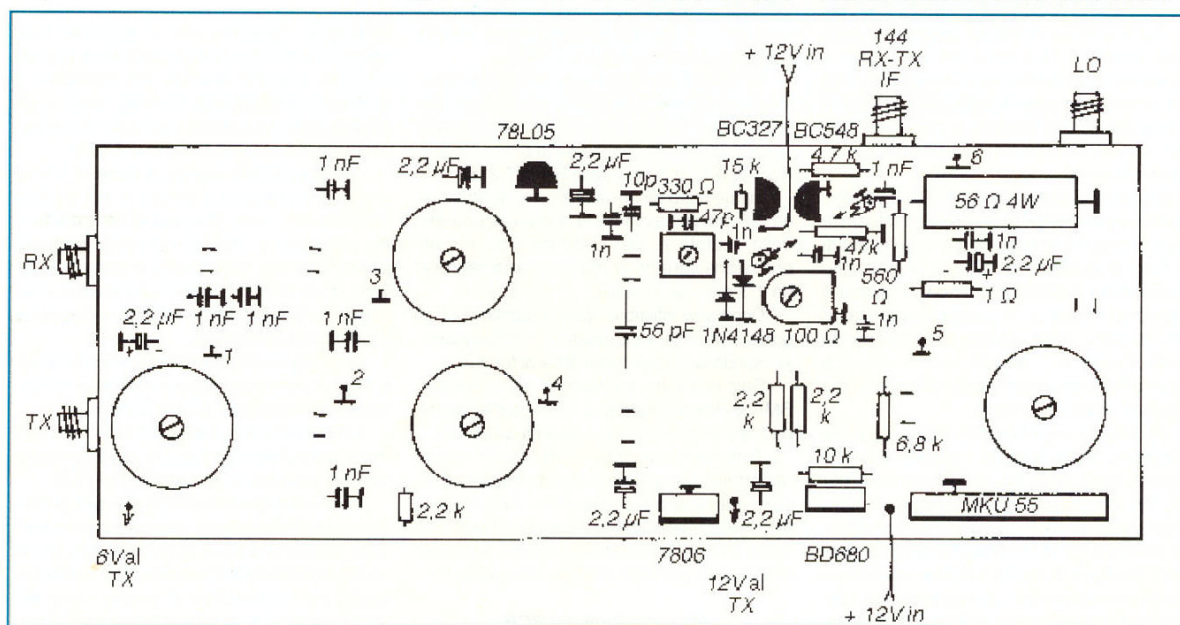 144
RX-TX
IF
+ 12V in
LO
78L05
BC327
BC548
6
1 nF
2,2 µF
2,2 µF
10p
330 Ω
15 k
4,7 k
1 nF
56 Ω 4W
47p
1n
1n
47k
1n
1n
2,2 µF
+
RX
3
560
Ω
1 Ω
2,2 µF
+
-
1 nF
1 nF
1 nF
56 pF
1N4148
100 Ω
1n
5
1
2
4
TX
2,2
k
2,2
k
6,8 k
10 k
1 nF
2,2 k
2,2 µF
2,2 µF
MKU 55
6Val
TX
7806
12Val
TX
BD680
+ 12V in